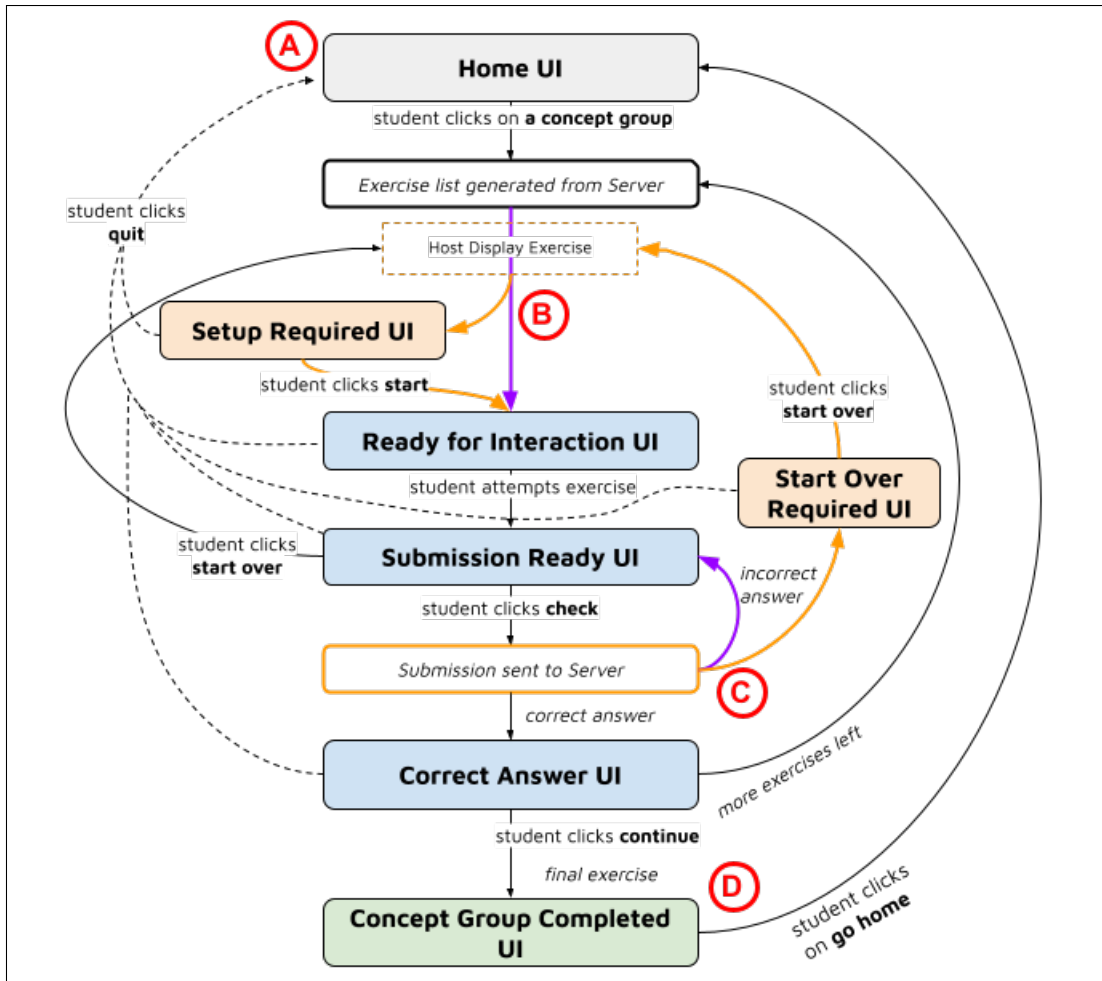 A
Home UI
student clicks on a concept group
Exercise list generated from Server
student clicks
quit
Host Display Exercise
B
Setup Required UI
student clicks start
student clicks
start over
Ready for Interaction UI
student attempts exercise
Start Over
Required UI
student clicks
start over
Submission Ready UI
incorrect
answer
student clicks check
Submission sent to Server
C
correct answer
Correct Answer UI
more exercises left
student clicks continue
final exercise
D
student clicks
on go home
Concept Group Completed
UI